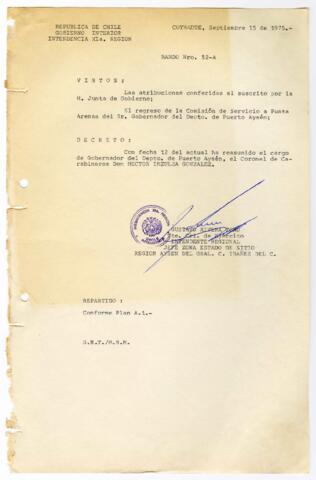 REPUBLICA DE CHILE
GOBIERNO INTERIOR
INTENDENCIA XIa. REGION
COYHAIQUE, Septiembre 15 de 1975.-
BANDO Nro. 52-A
V I S T O S :
Las atribuciones conferidas al suscrito por la
H. Junta de Gobierno;
El regreso de la Comisión de Servicio a Punta
Arenas del Sr. Gobernador del Depto. de Puerto Aysén;
D E C R E T O :
Con fecha 12 del actual ha reasumido el cargo
de Gobernador del Depto. de Puerto Aysén, el Coronel de Ca-
rabineros Don HECTOR GONZALEZ.
GUSTAVO RIVERA
Tte. Crl. de Ejército
INTENDENTE REGIONAL
JEFE ZONA ESTADO DE SITIO
REGION AYSEN DEL GRAL. C. IBAÑEZ DEL C.
REPARTIDO :
Conforme Plan A.1.-